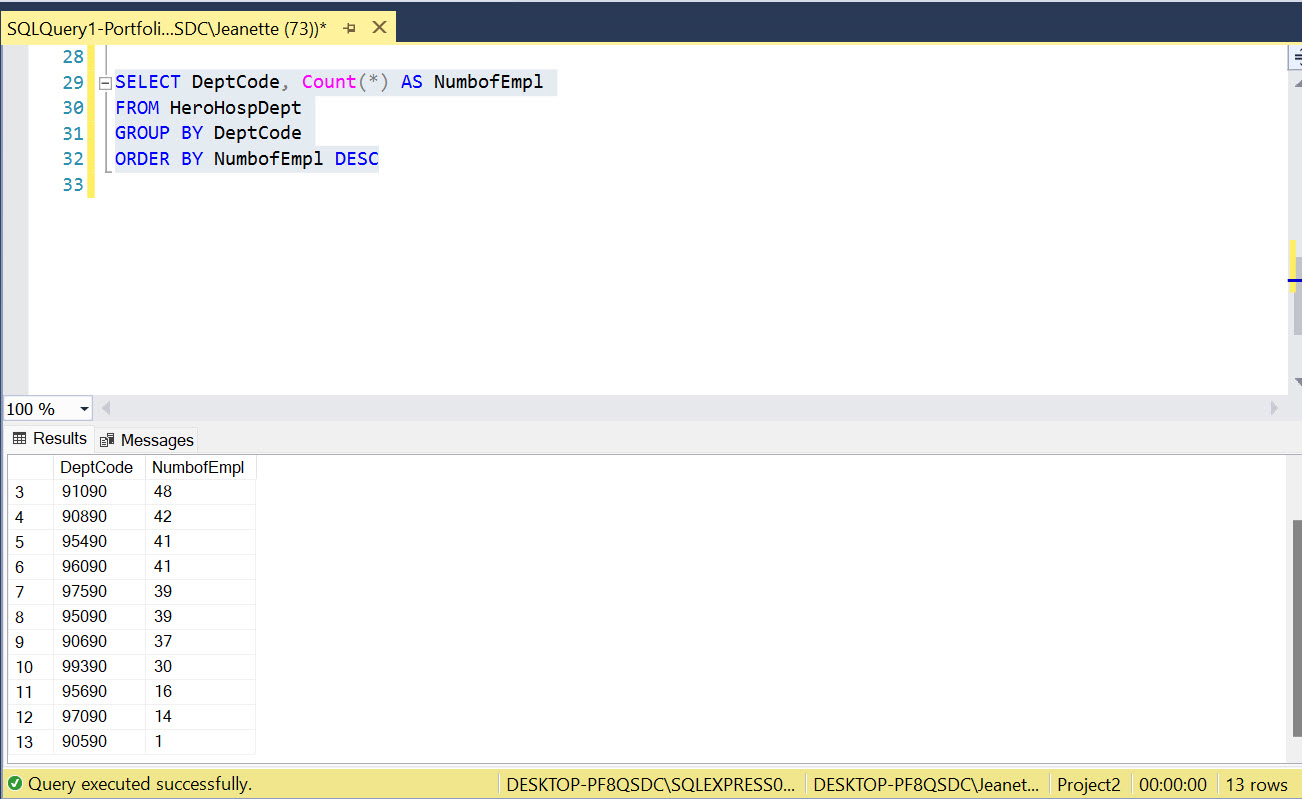 SQLQuery1-Portfoli...SDC\Jeanette (73))*
28
29 SELECT DeptCode, Count(*) AS NumbofEmpl
30 FROM HeroHospDept
31 GROUP BY DeptCode
32 ORDER BY NumbofEmpl DESC
33
100 %
Results Messages
DeptCode NumbofEmpl
3 91090 48
4 90890 42
5 95490 41
6 96090 41
7 97590 39
8 95090 39
9 90690 37
10 99390 30
11 95690 16
12 97090 14
13 90590 1
Query executed successfully. DESKTOP-PF8QSDC\SQLEXPRESS0... DESKTOP-PF8QSDC\Jeanet... Project2 00:00:00 13 rows